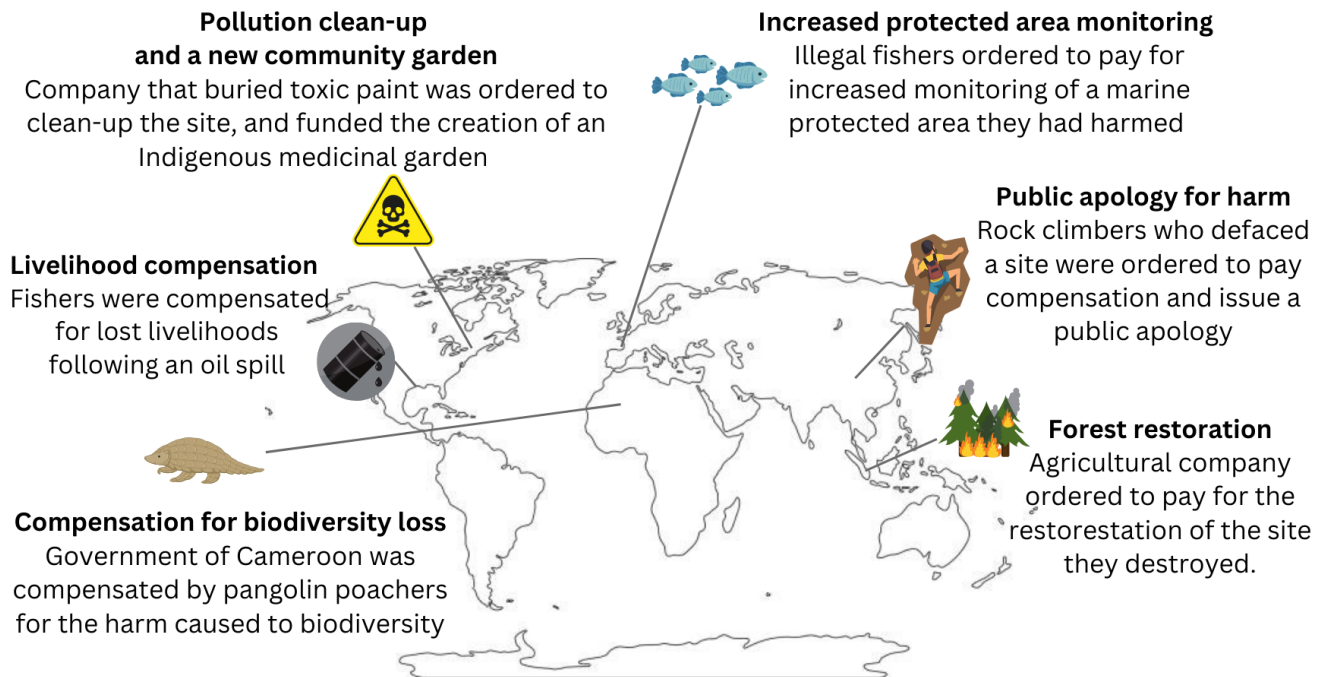 Pollution clean-up
and a new community garden
Company that buried toxic paint was ordered to
clean-up the site, and funded the creation of an
Indigenous medicinal garden
Increased protected area monitoring
Illegal fishers ordered to pay for
increased monitoring of a marine
protected area they had harmed
Public apology for harm
Rock climbers who defaced
a site were ordered to pay
compensation and issue a
public apology
Livelihood compensation
Fishers were compensated
for lost livelihoods
following an oil spill
Forest restoration
Agricultural company
ordered to pay for the
restorestation of the site
they destroyed.
Compensation for biodiversity loss
Government of Cameroon was
compensated by pangolin poachers
for the harm caused to biodiversity